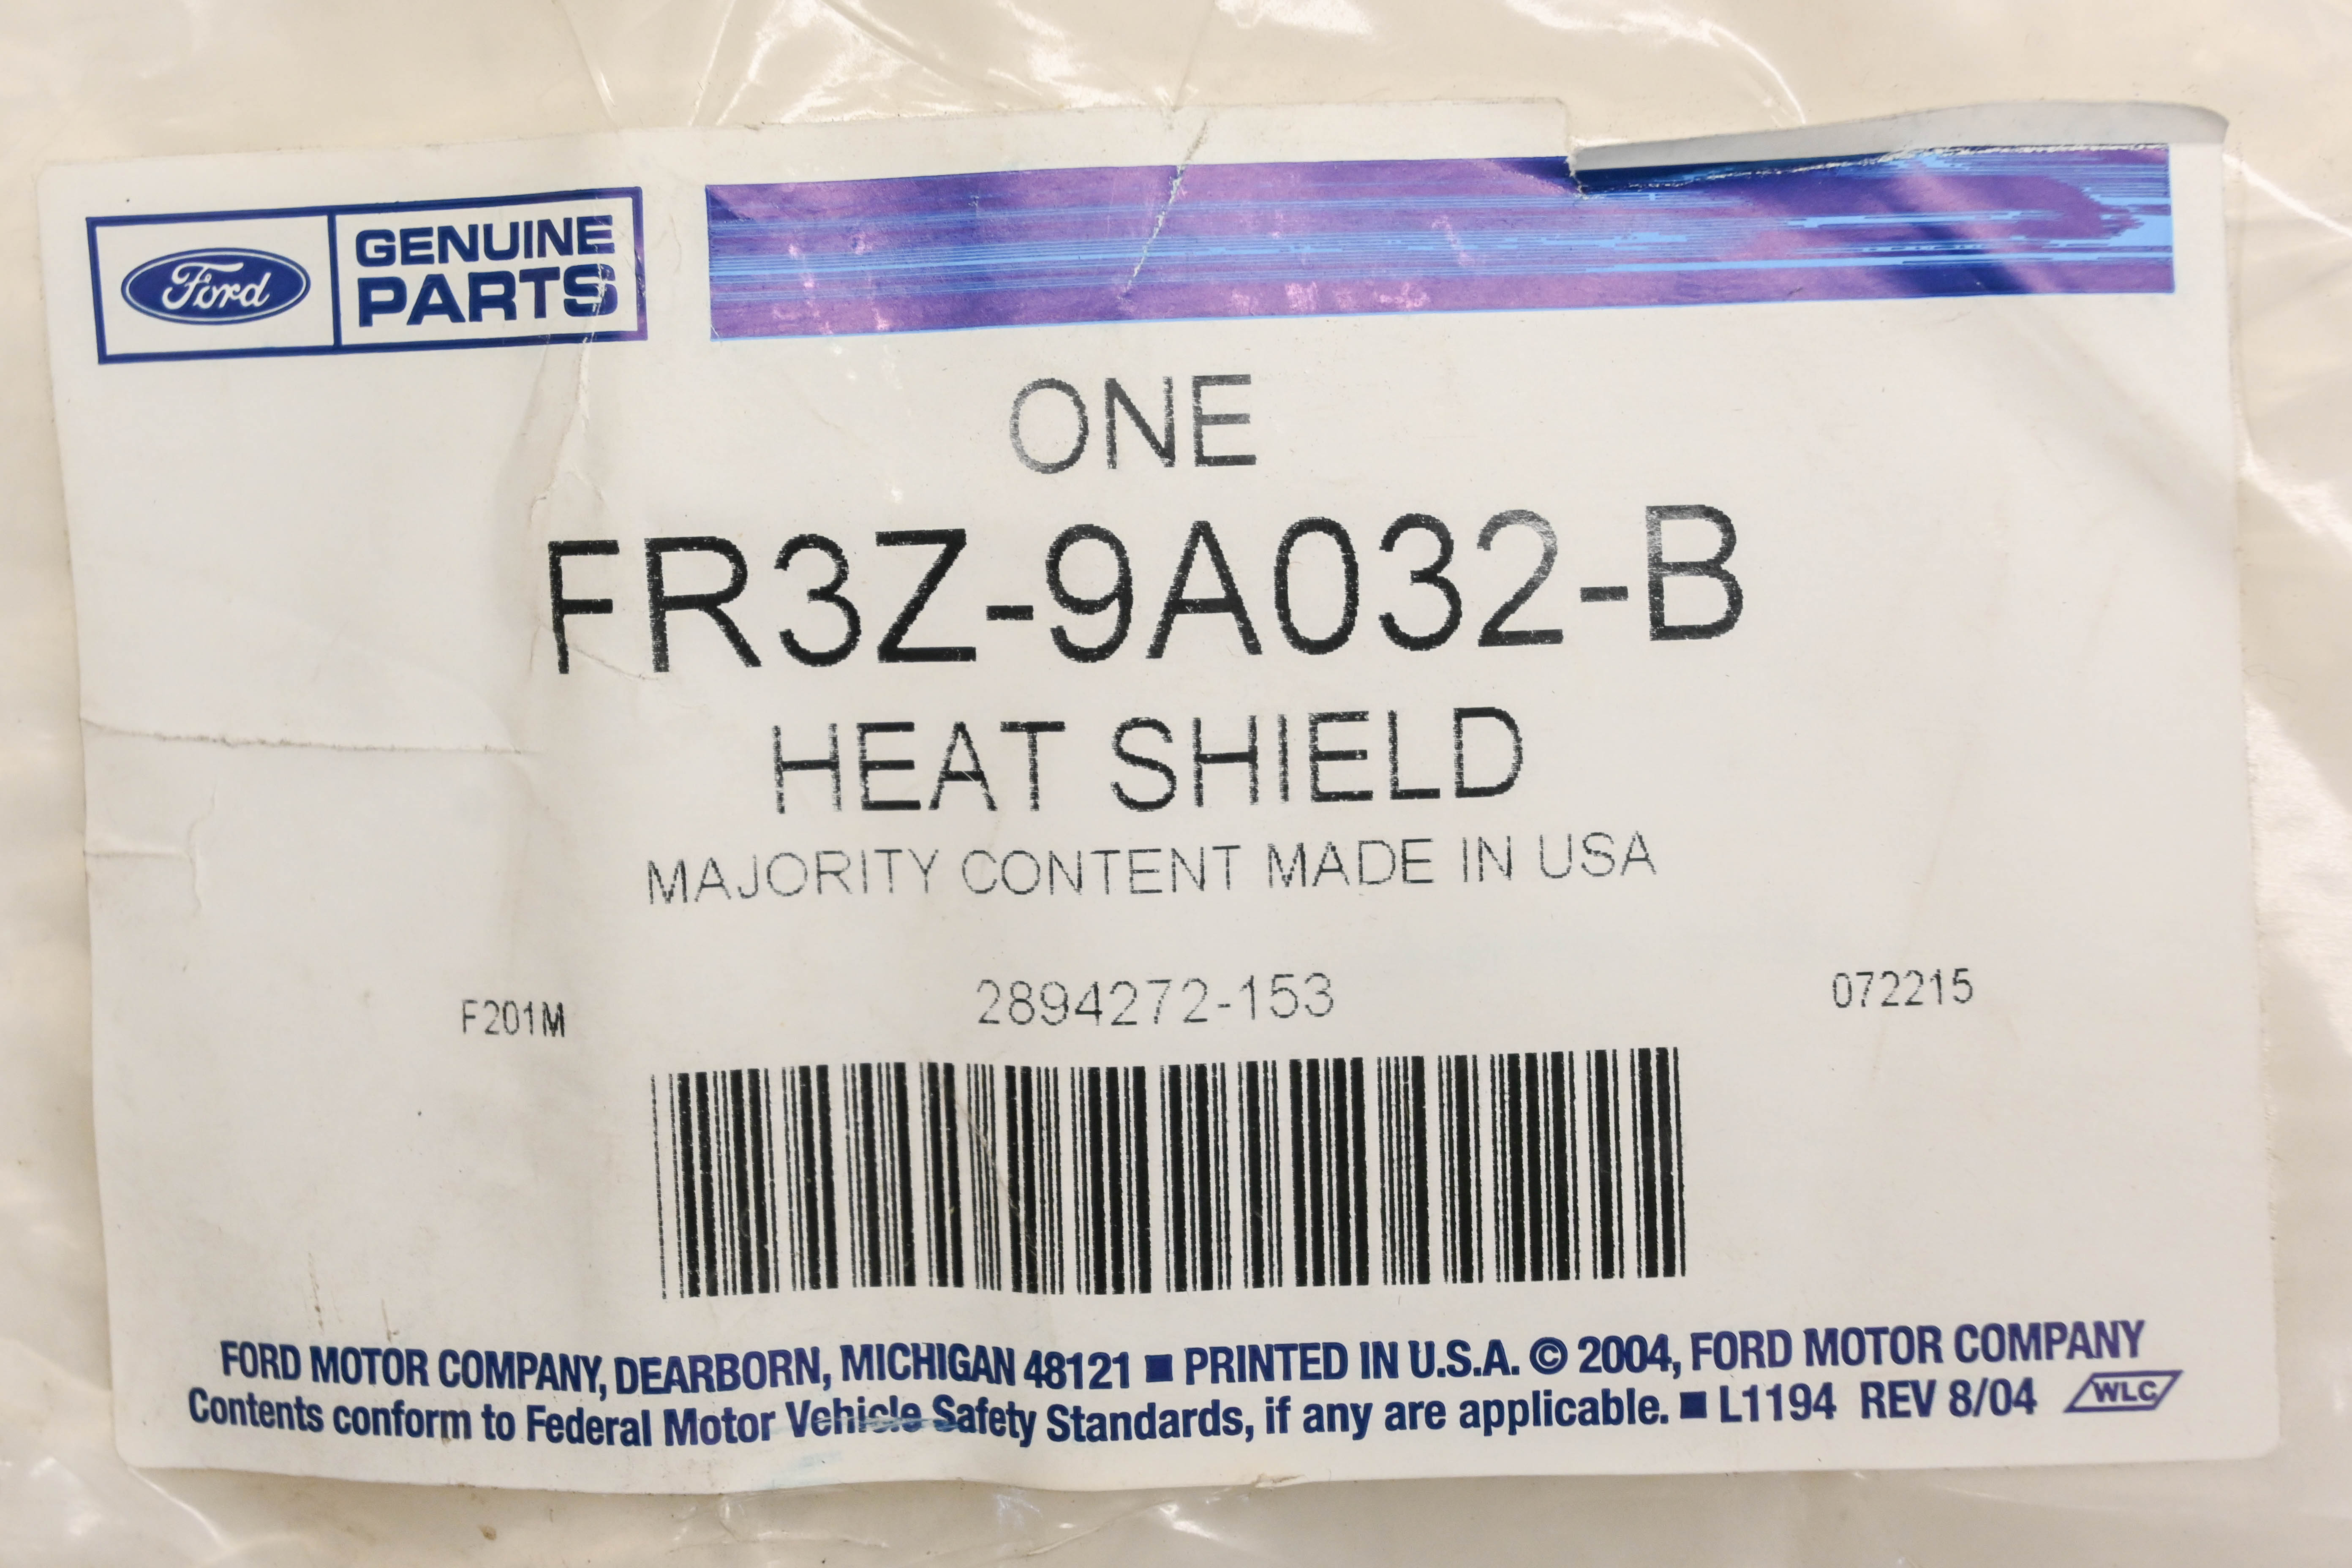 Ford GENUINE
PARTS
ONE
FR3Z-9A032-B
HEAT SHIELD
MAJORITY CONTENT MADE IN USA
F201M 2894272-153 072215
FORD MOTOR COMPANY, DEARBORN, MICHIGAN 48121 ■ PRINTED IN U.S.A. © 2004, FORD MOTOR COMPANY
Contents conform to Federal Motor Vehicle Safety Standards, if any are applicable. ■ L1194 REV 8/04 WLC